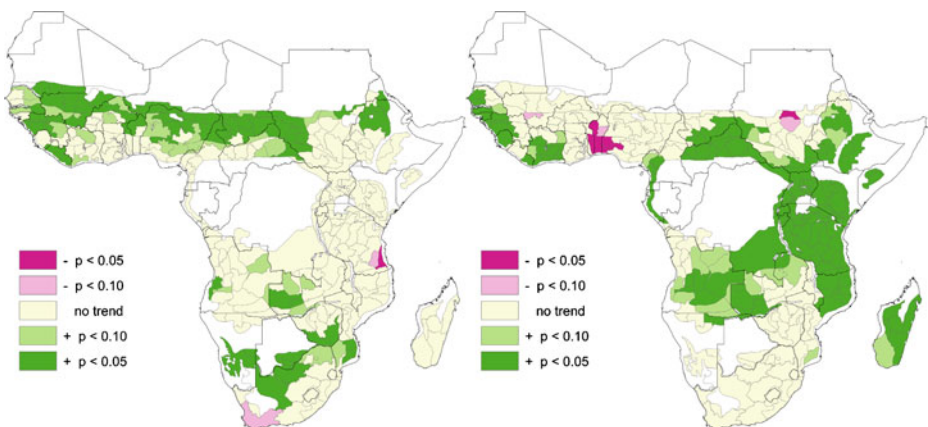 - p < 0.05
- p < 0.10
no trend
+ p < 0.10
+ p < 0.05
- p < 0.05
- p < 0.10
no trend
+ p < 0.10
+ p < 0.05